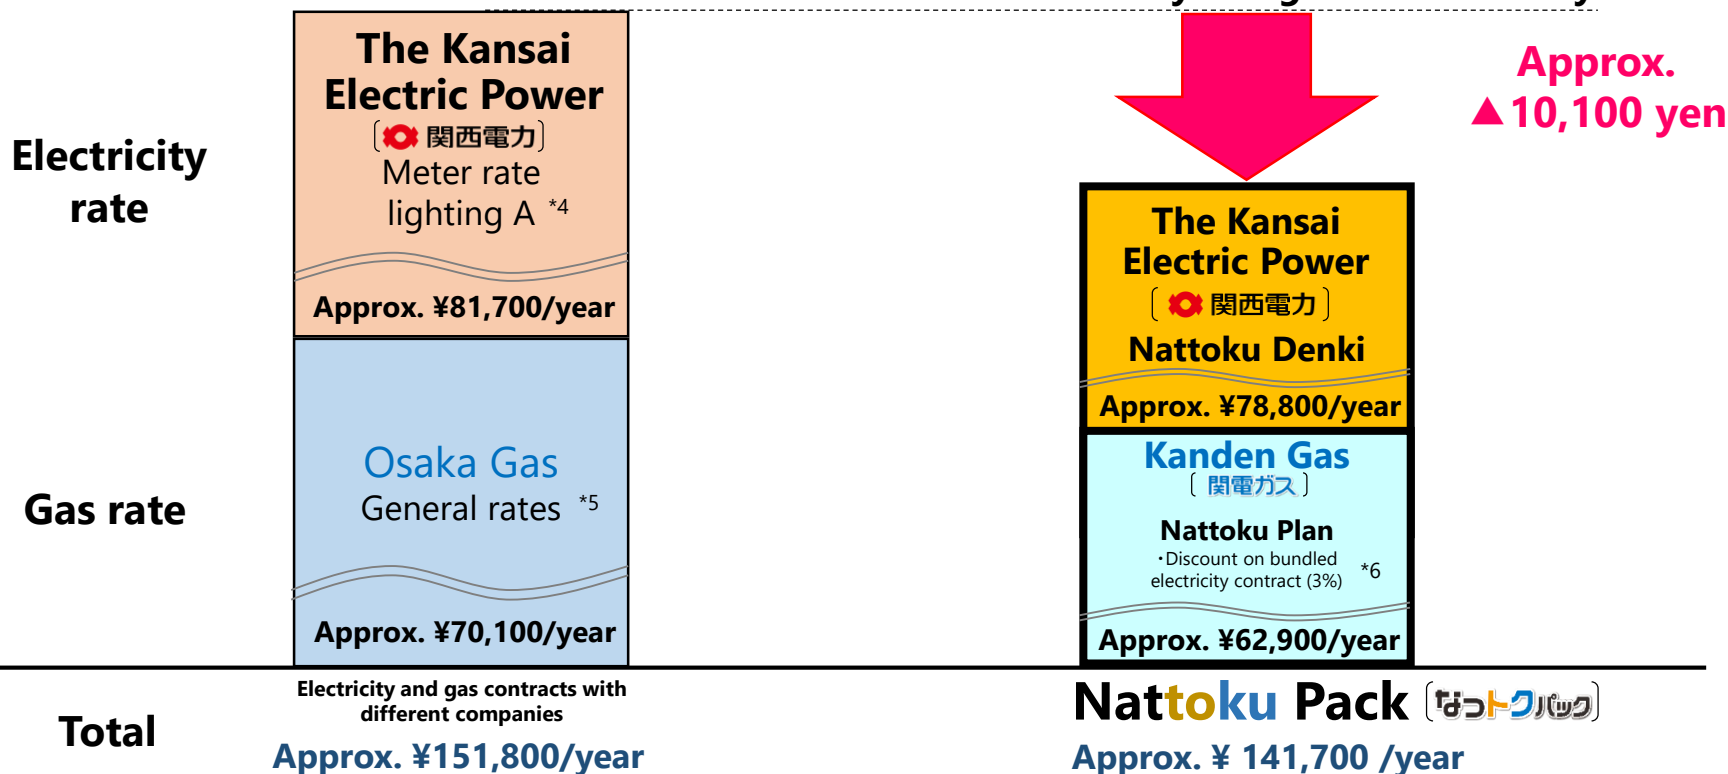 Approx.
▲10,100 yen
Electricity
rate
The Kansai
Electric Power
[関西電力]
Meter rate
lighting A *4
Approx. ¥81,700/year
The Kansai
Electric Power
[関西電力]
Nattoku Denki
Approx. ¥78,800/year
Gas rate
Osaka Gas
General rates *5
Approx. ¥70,100/year
Kanden Gas
[関電ガス]
Nattoku Plan
・Discount on bundled
electricity contract (3%) *6
Approx. ¥62,900/year
Total
Electricity and gas contracts with
different companies
Approx. ¥151,800/year
Nattoku Pack [なっトクパック]
Approx. ¥ 141,700 /year